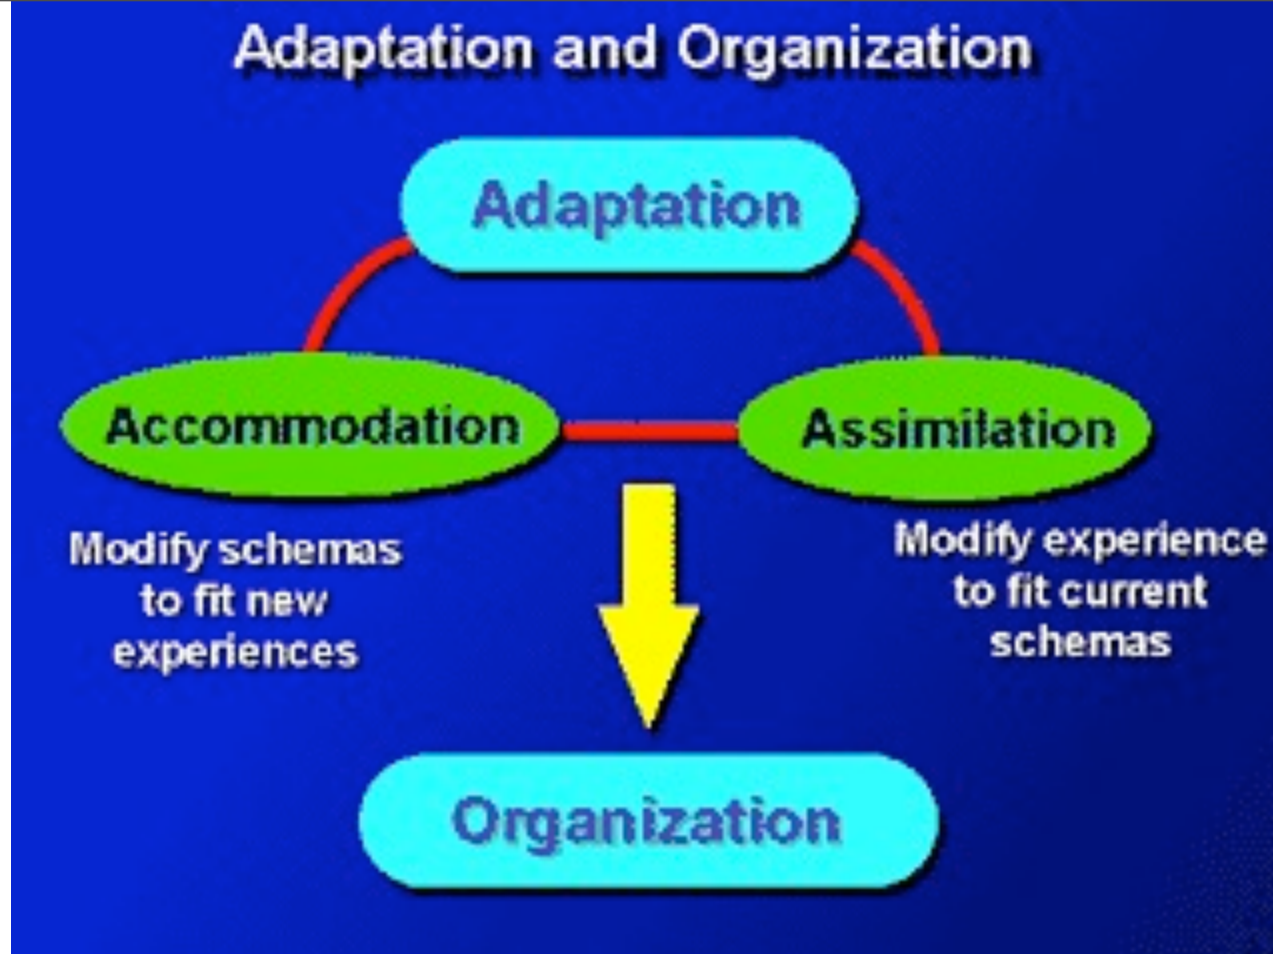 Adaptation and Organization
Adaptation
Accommodation
Assimilation
Modify schemas
to fit new
experiences
Modify experience
to fit current
schemas
Organization